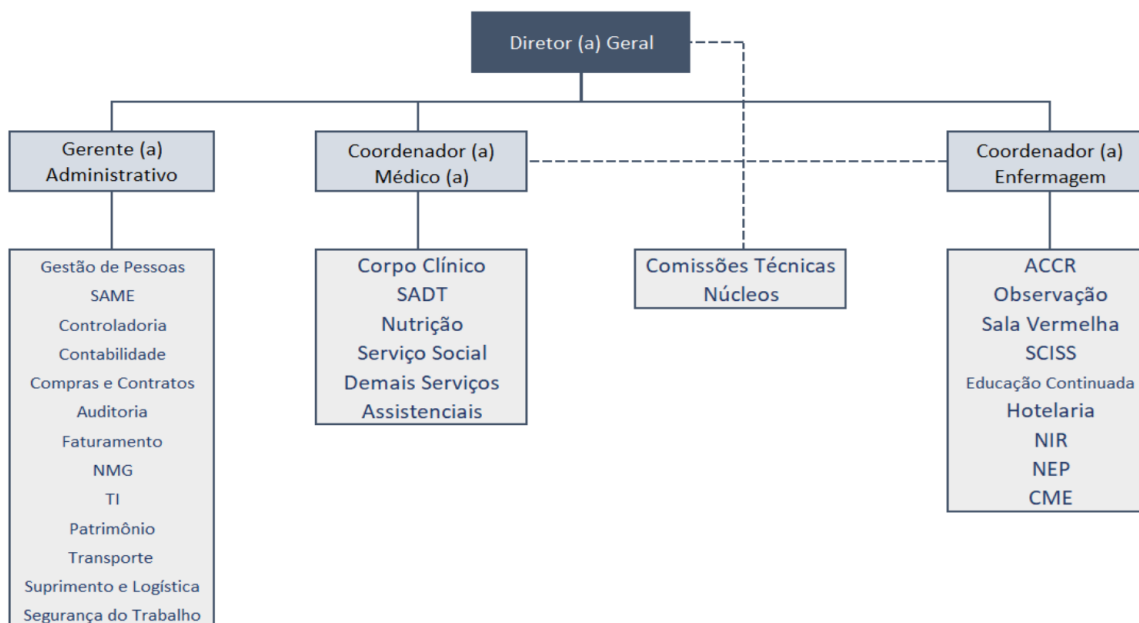 Diretor (a) Geral
Gerente (a)
Administrativo
Coordenador (a)
Médico (a)
Coordenador (a)
Enfermagem
Gestão de Pessoas
SAME
Controladoria
Contabilidade
Compras e Contratos
Auditoria
Faturamento
NMG
TI
Patrimônio
Transporte
Suprimento e Logística
Segurança do Trabalho
Corpo Clínico
SADT
Nutrição
Serviço Social
Demais Serviços
Assistenciais
Comissões Técnicas
Núcleos
ACCR
Observação
Sala Vermelha
SCISS
Educação Continuada
Hotelaria
NIR
NEP
CME